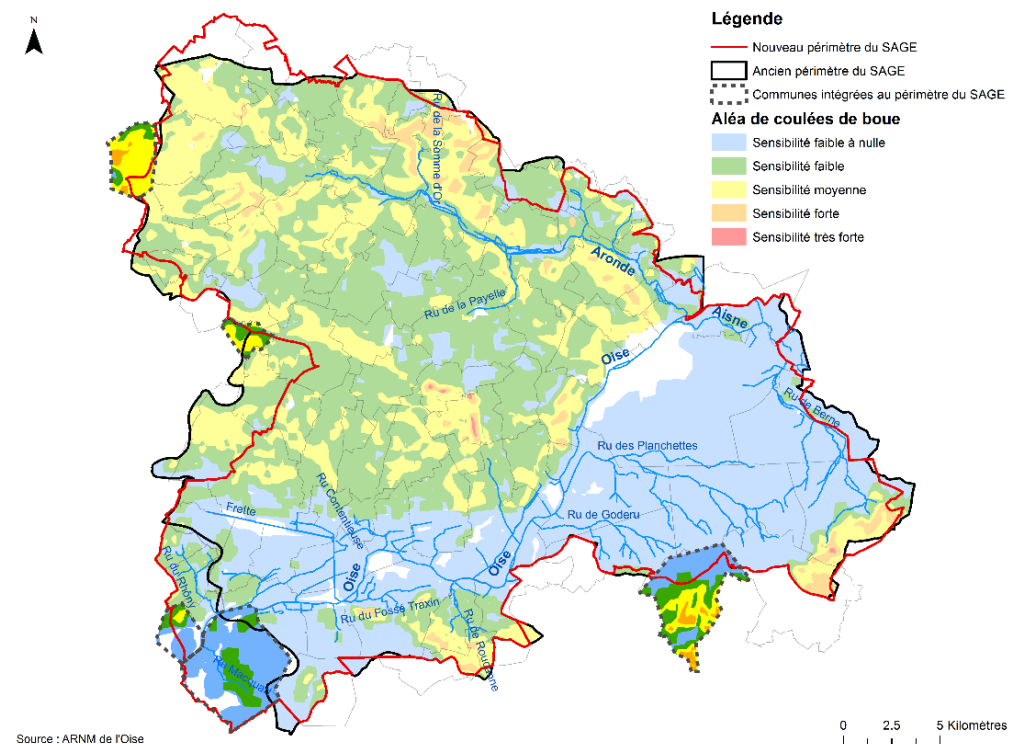 N
Légende
Nouveau périmètre du SAGE
Ancien périmètre du SAGE
Communes intégrées au périmètre du SAGE
Aléa de coulées de boue
Sensibilité faible à nulle
Sensibilité faible
Sensibilité moyenne
Sensibilité forte
Sensibilité très forte
Ru de la Somme d'Or
Aronde
Ru de la Payelle
Aisne
Oise
Ru de Berne
Ru des Planchettes
Ru Contentieuse
Frette
Ru de Goderu
Oise
Oise
Ru du Rhôny
Ru du Fossé Traxin
Ru de Rouanne
0 2.5 5 Kilomètres
Source : ARNM de l'Oise